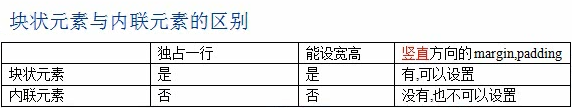 块状元素与内联元素的区别
独占一行 能设宽高 竖直方向的margin,padding
块状元素 是 是 有,可以设置
内联元素 否 否 没有,也不可以设置